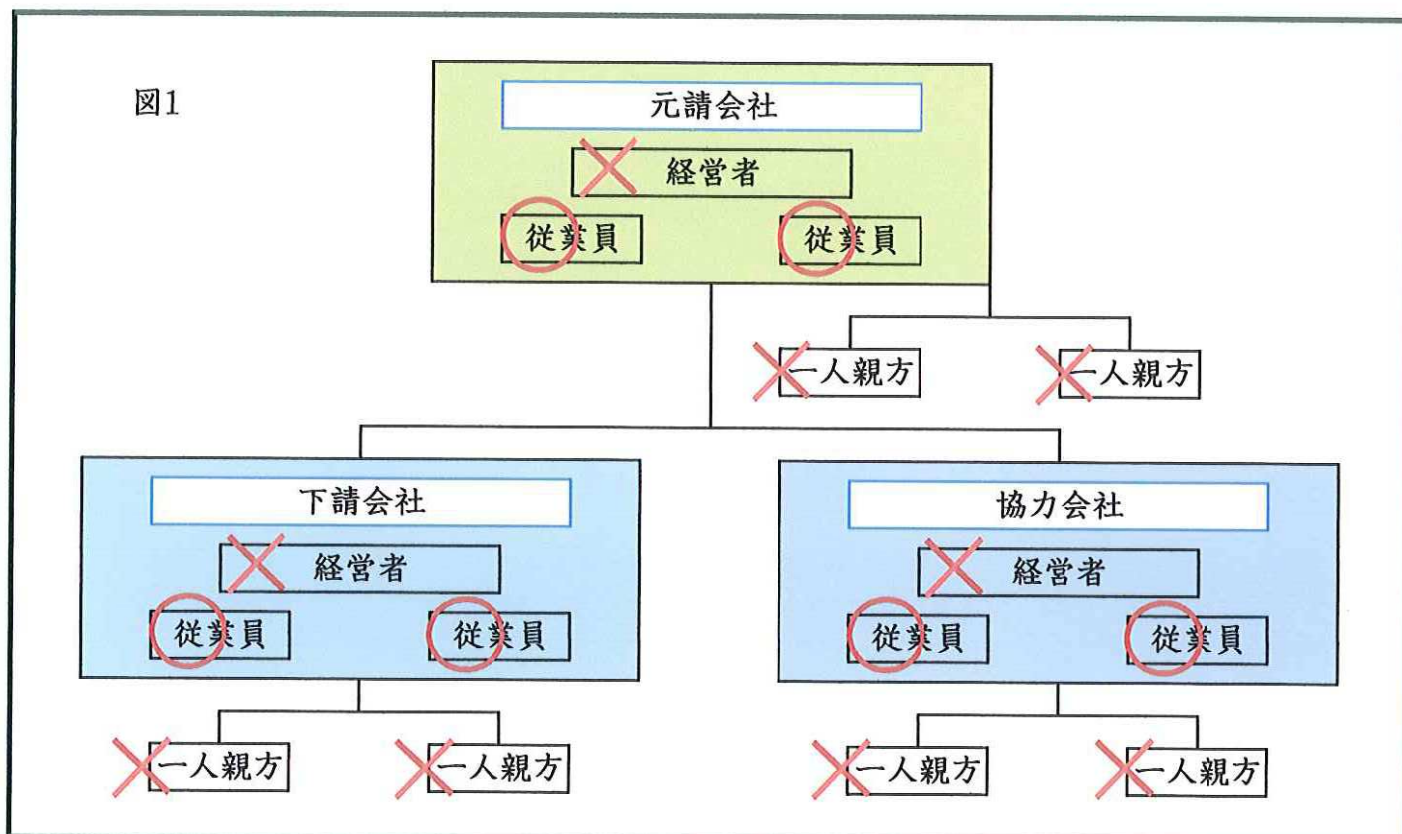 図1
元請会社
経営者
従業員 従業員
一人親方 一人親方
下請会社 協力会社
経営者 経営者
従業員 従業員 従業員 従業員
一人親方 一人親方 一人親方 一人親方